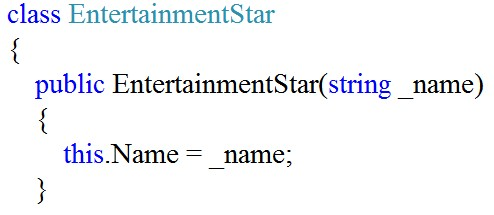 class EntertainmentStar
{
public EntertainmentStar(string _name)
{
this.Name = _name;
}